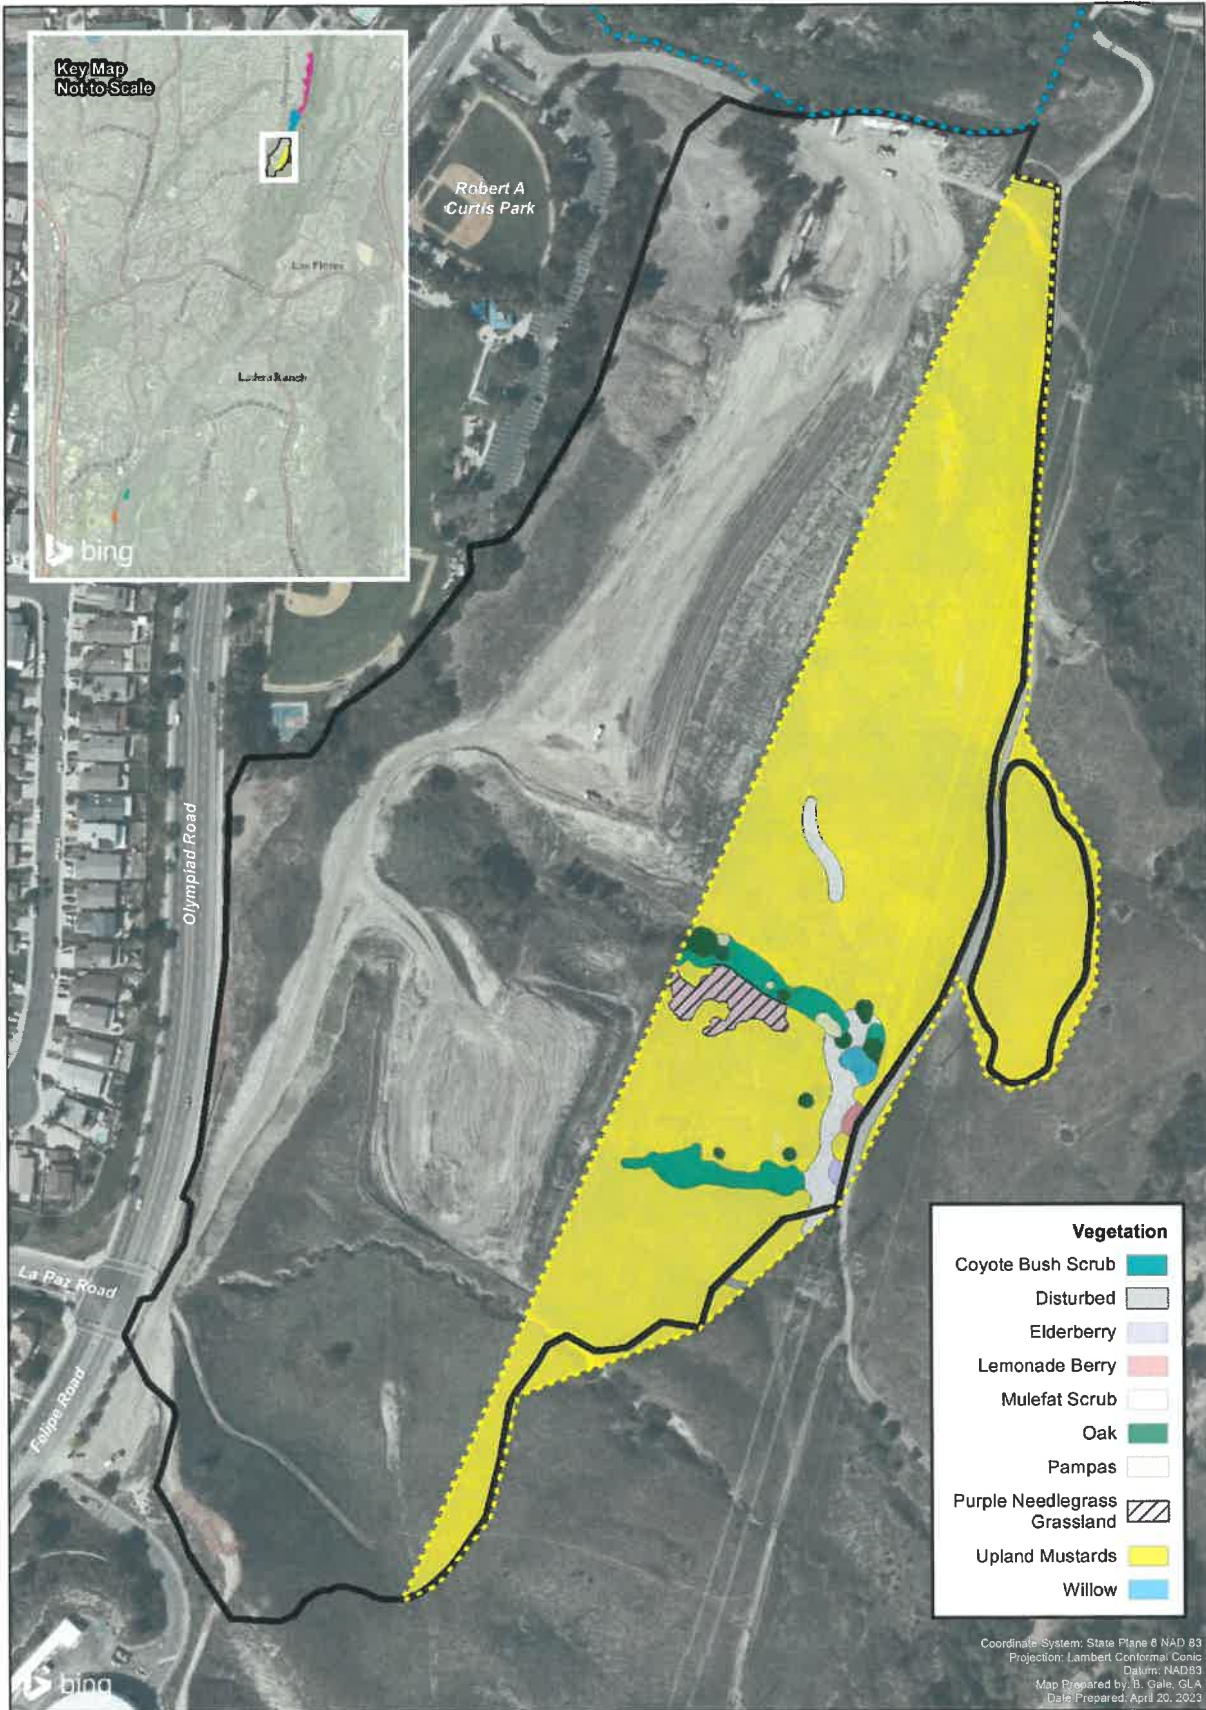 Key Map
Not to Scale
Las Flores
Ladera Ranch
bing
Robert A
Curtis Park
Olympiad Road
La Paz Road
Felipe Road
bing
Vegetation
Coyote Bush Scrub
Disturbed
Elderberry
Lemonade Berry
Mulefat Scrub
Oak
Pampas
Purple Needlegrass
Grassland
Upland Mustards
Willow
Coordinate System: State Plane 6 NAD 83
Projection: Lambert Conformal Conic
Datum: NAD83
Map Prepared by: B. Gale, GLA
Date Prepared: April 20, 2023